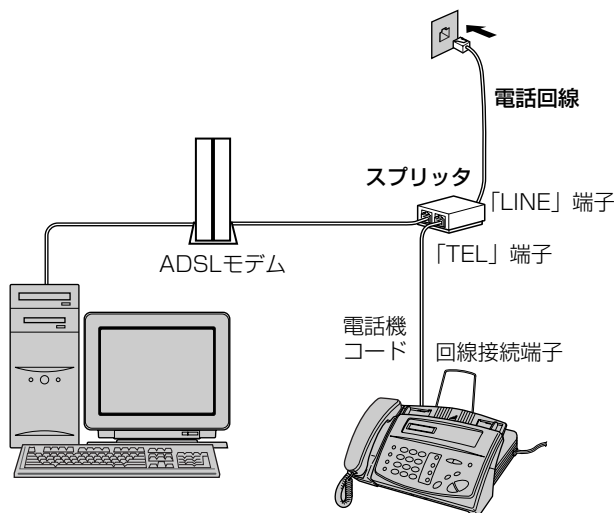 電話回線
スプリッタ
「LINE」端子
ADSLモデム
「TEL」端子
電話機
コード
回線接続端子